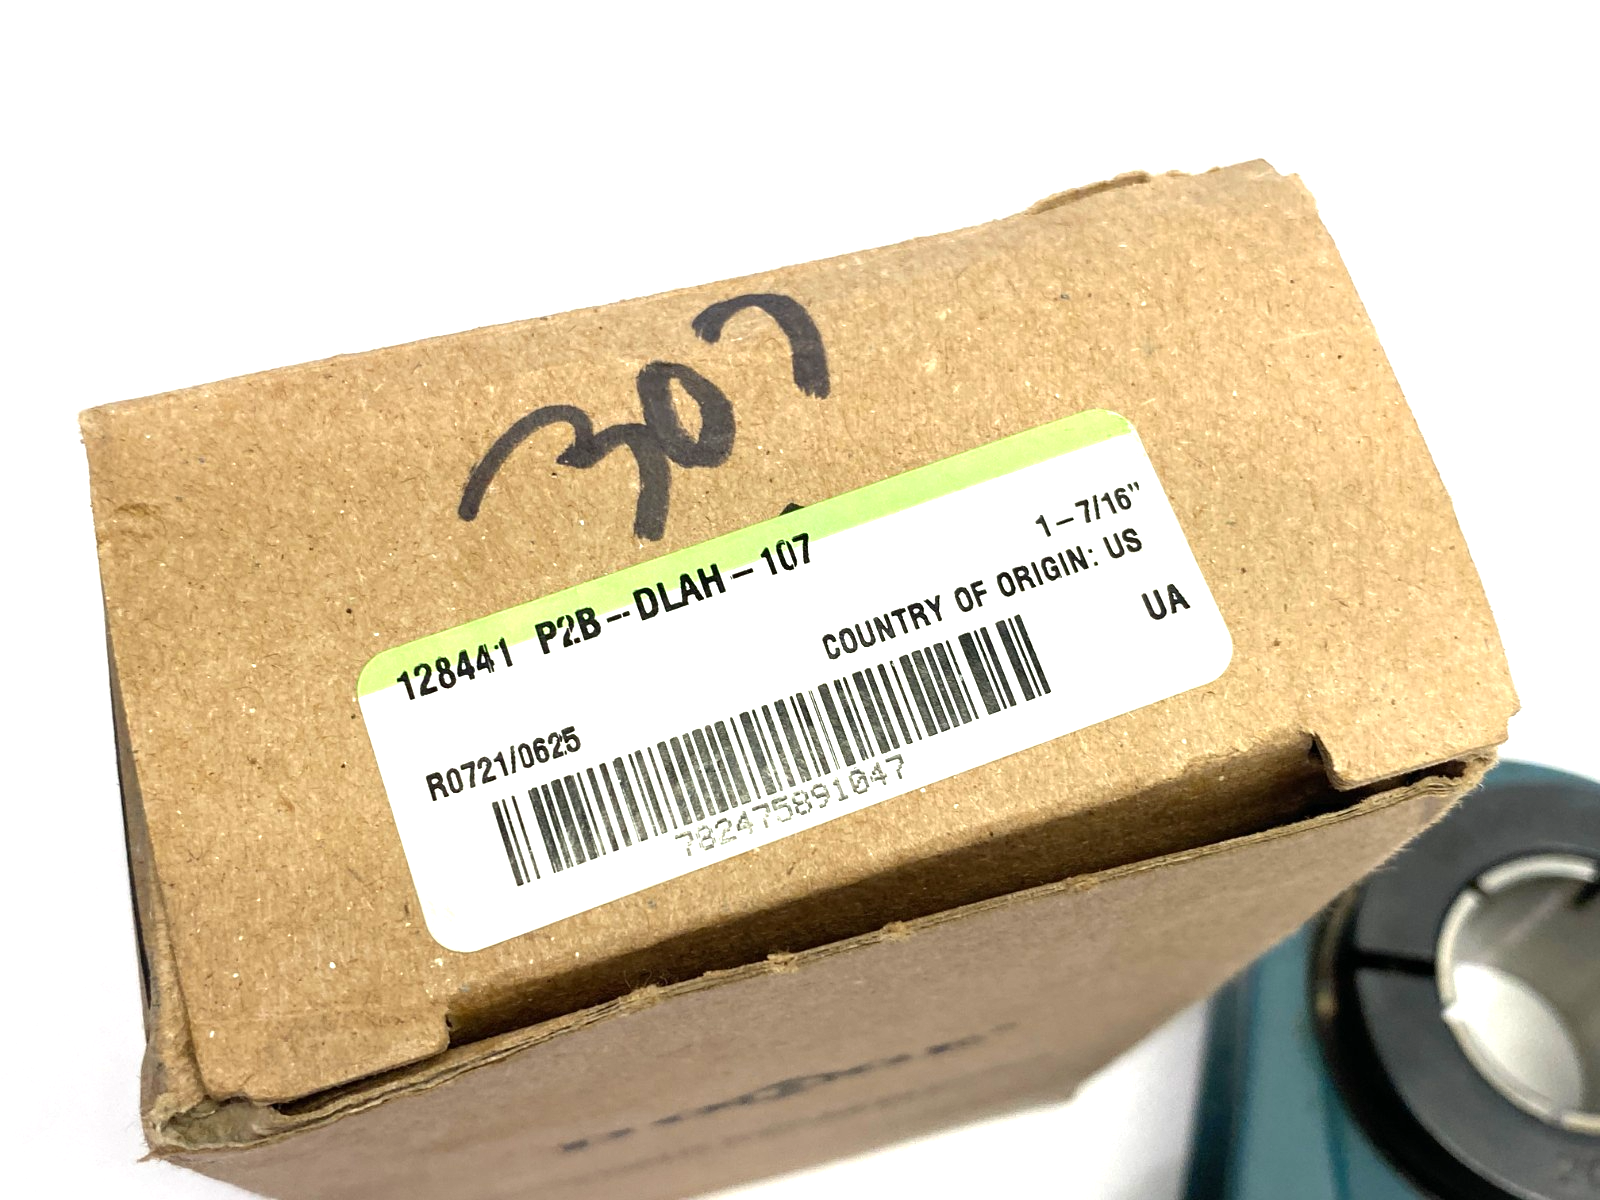 307
128441 P2B-DLAH-107
1-7/16"
COUNTRY OF ORIGIN: US
UA
R0721/0625
782475891047